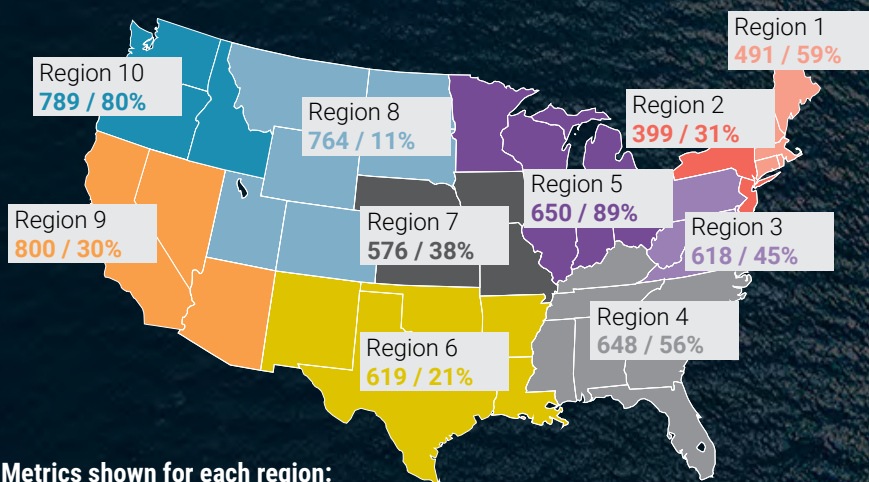 Region 1
491 / 59%
Region 10
789 / 80%
Region 2
399 / 31%
Region 8
764 / 11%
Region 5
650 / 89%
Region 9
800 / 30%
Region 7
576 / 38%
Region 3
618 / 45%
Region 4
648 / 56%
Region 6
619 / 21%
Metrics shown for each region: